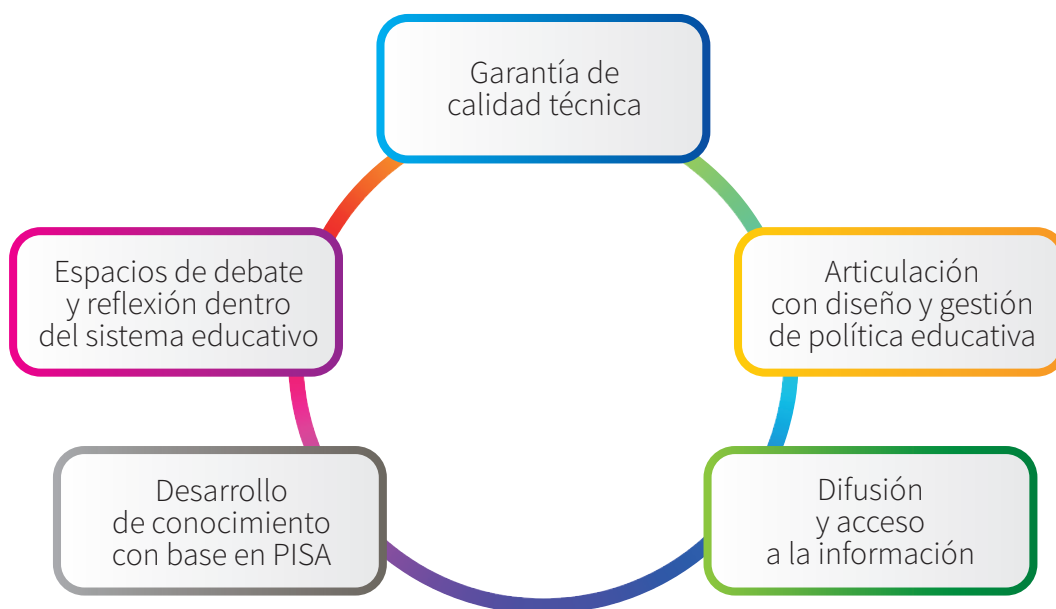 Garantía de
calidad técnica
Espacios de debate
y reflexión dentro
del sistema educativo
Articulación
con diseño y gestión
de política educativa
Desarrollo
de conocimiento
con base en PISA
Difusión
y acceso
a la información